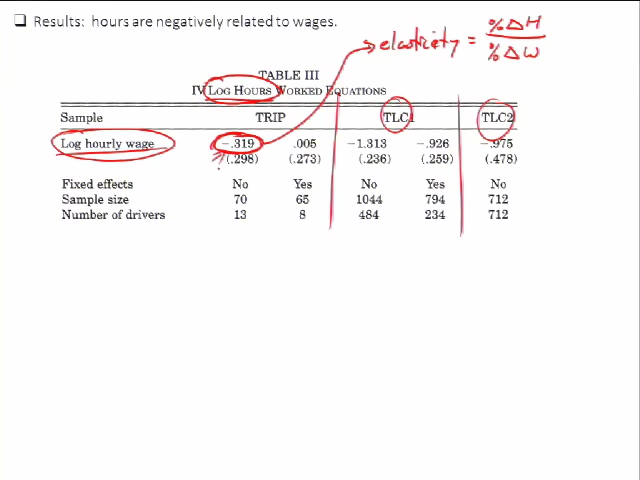 ❑ Results: hours are negatively related to wages.
elasticity = %ΔH / %ΔW
TABLE III
IV LOG HOURS WORKED EQUATIONS
Sample TRIP TLC1 TLC2
Log hourly wage −.319 .005 −1.313 −.926 −.975
(.298) (.273) (.236) (.259) (.478)
Fixed effects No Yes No Yes No
Sample size 70 65 1044 794 712
Number of drivers 13 8 484 234 712